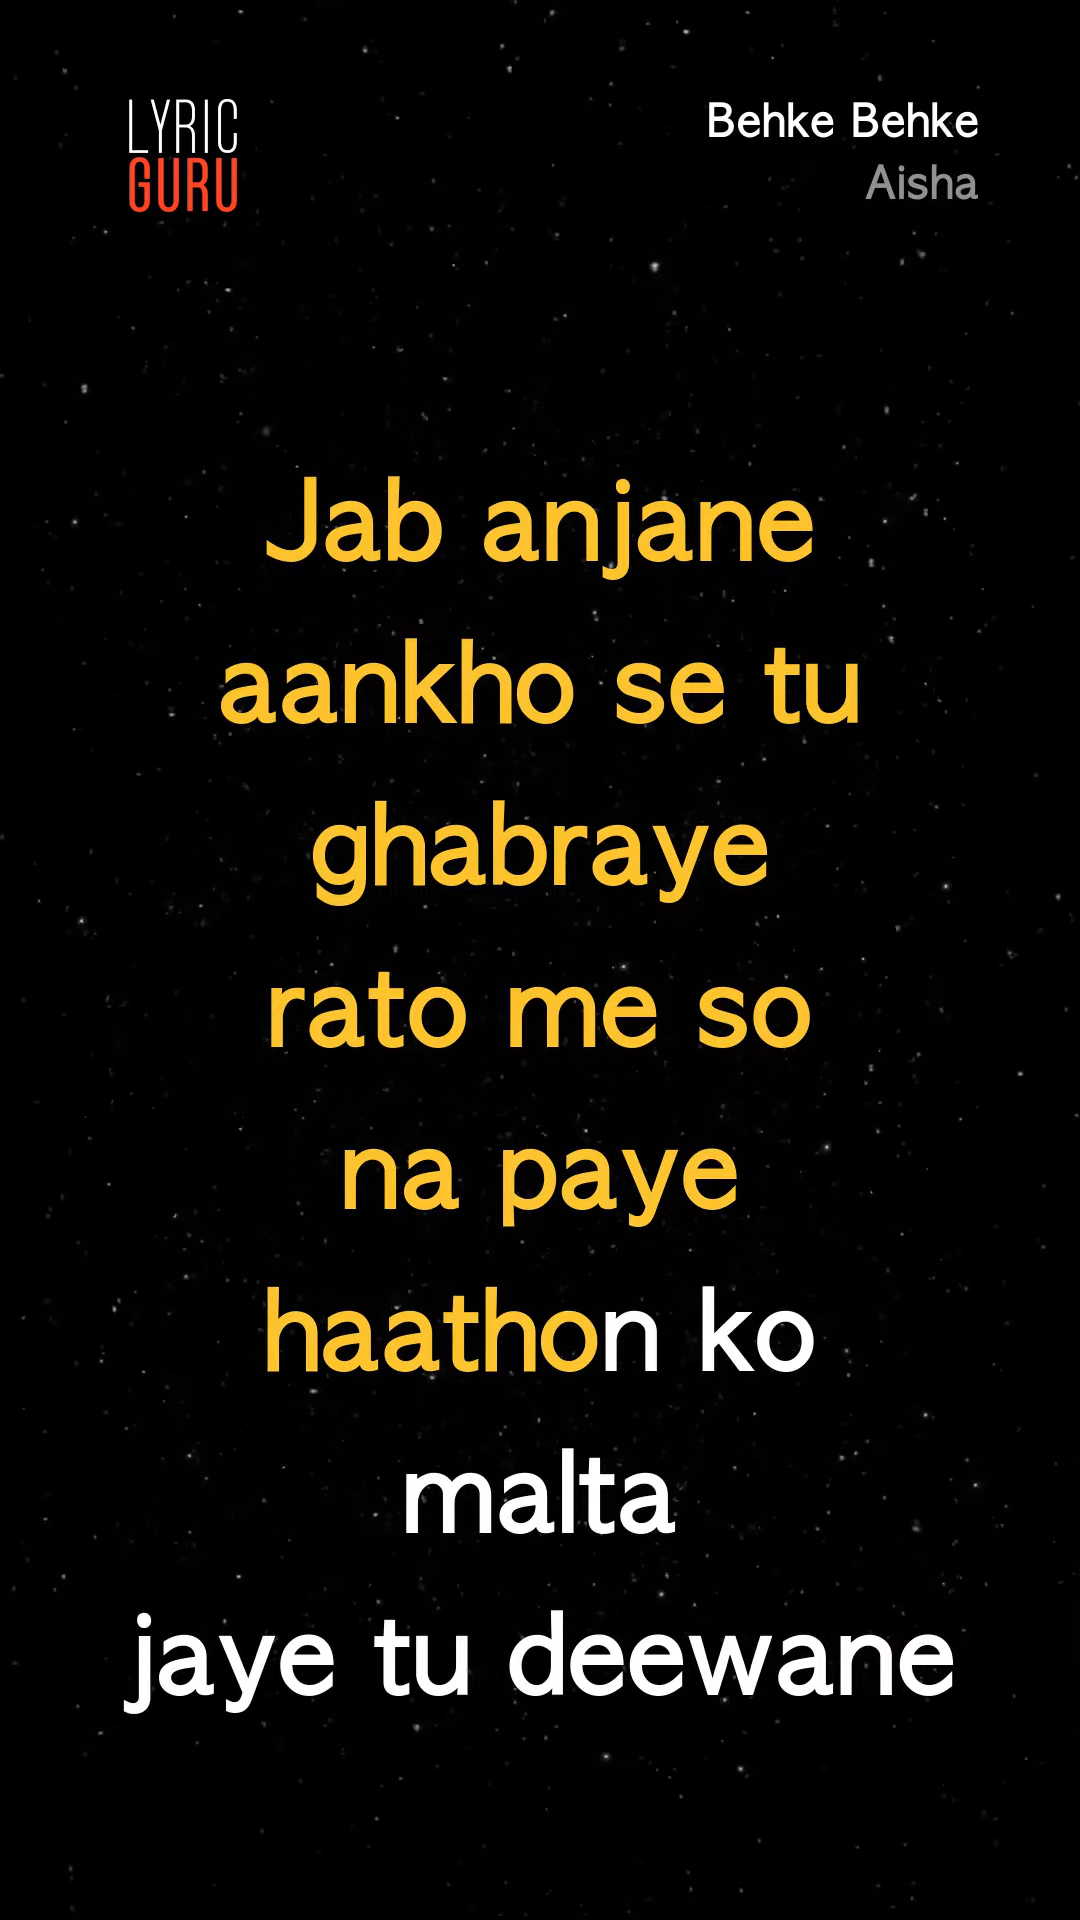 LYRIC
GURU
Behke Behke
Aisha
Jab anjane
aankho se tu
ghabraye
rato me so
na paye
haathon ko
malta
jaye tu deewane